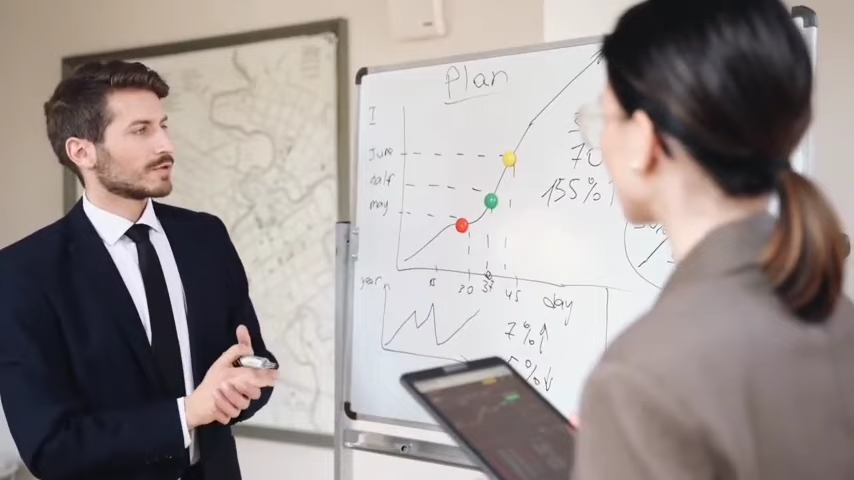 Plan
I
June
half
may
70
155%
15 30 37 45
day
year
7%↑
5%↓